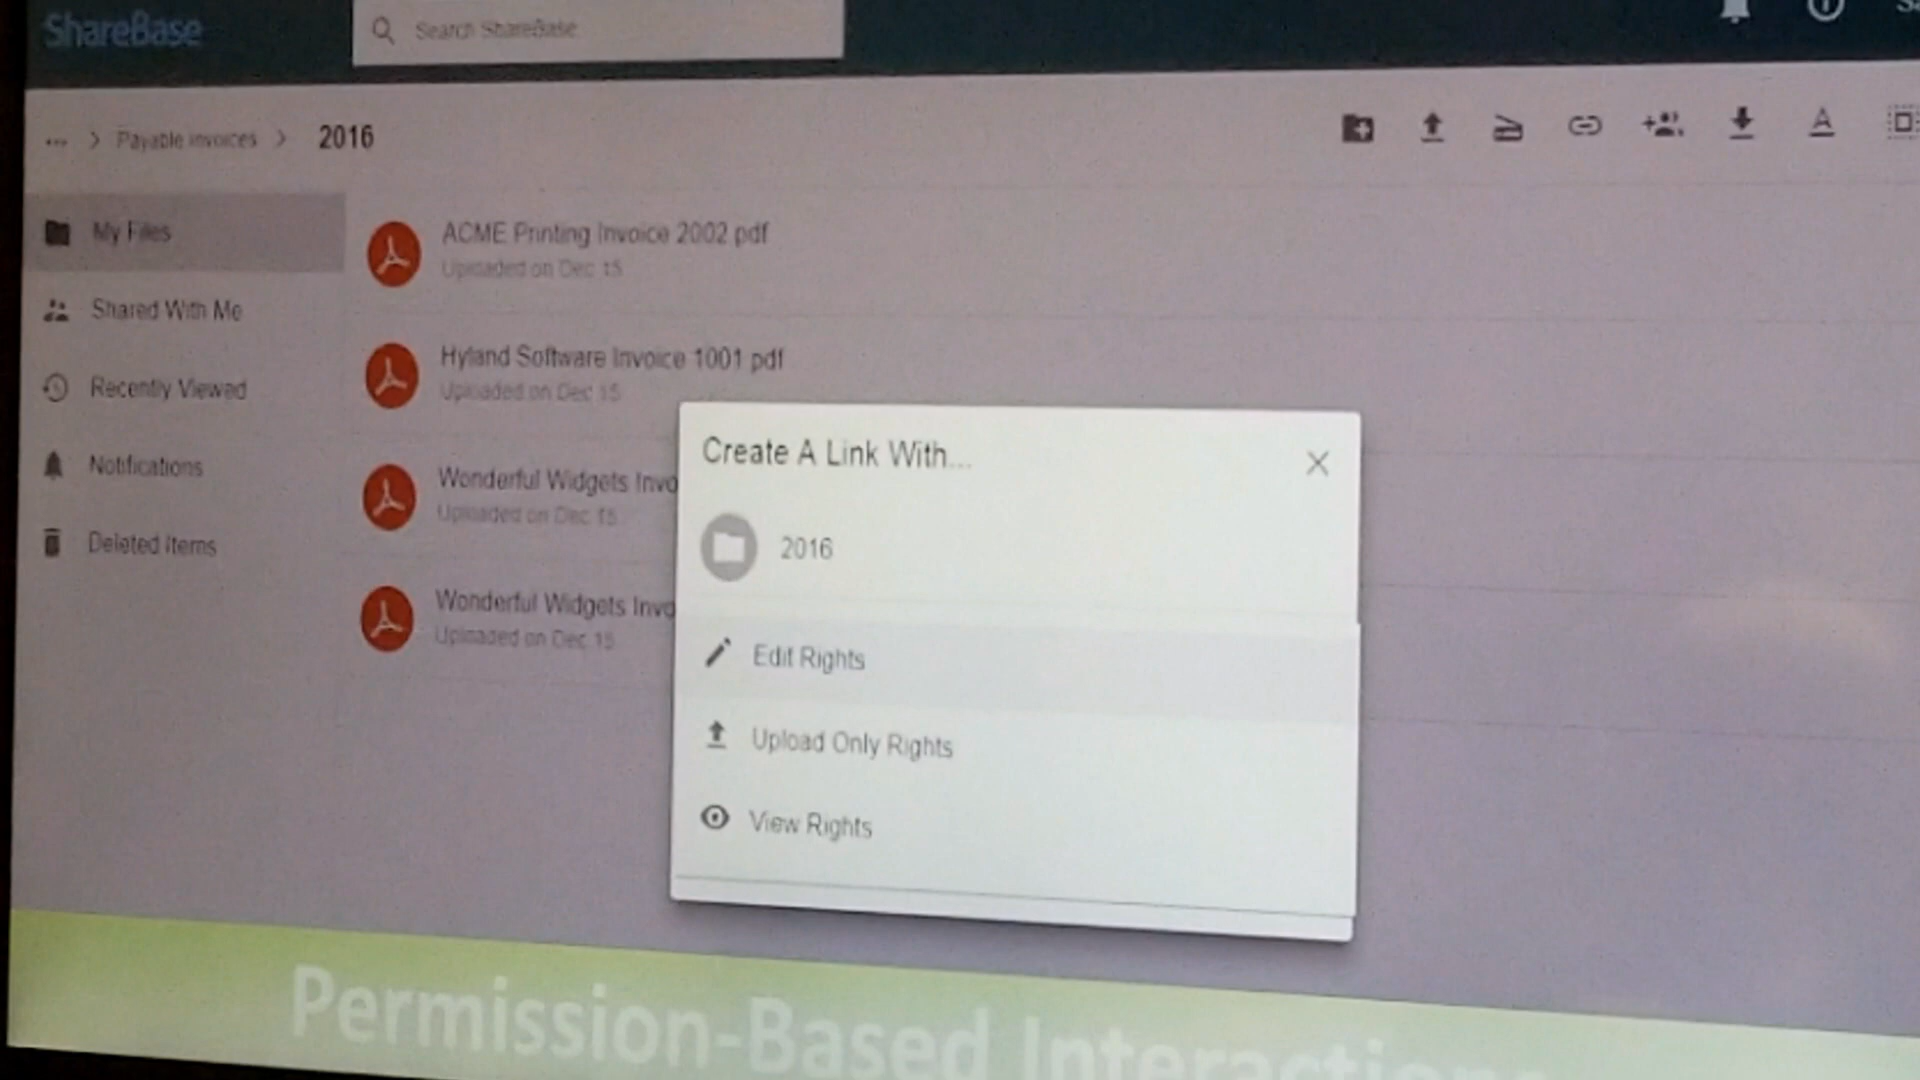 ShareBase
Search ShareBase
... > Payable invoices > 2016
My Files
Shared With Me
Recently Viewed
Notifications
Deleted Items
ACME Printing Invoice 2002 pdf
Uploaded on Dec 15
Hyland Software Invoice 1001 pdf
Uploaded on Dec 15
Wonderful Widgets Invo
Uploaded on Dec 15
Wonderful Widgets Invo
Uploaded on Dec 15
Create A Link With...
2016
Edit Rights
Upload Only Rights
View Rights
Permission-Based Interactions